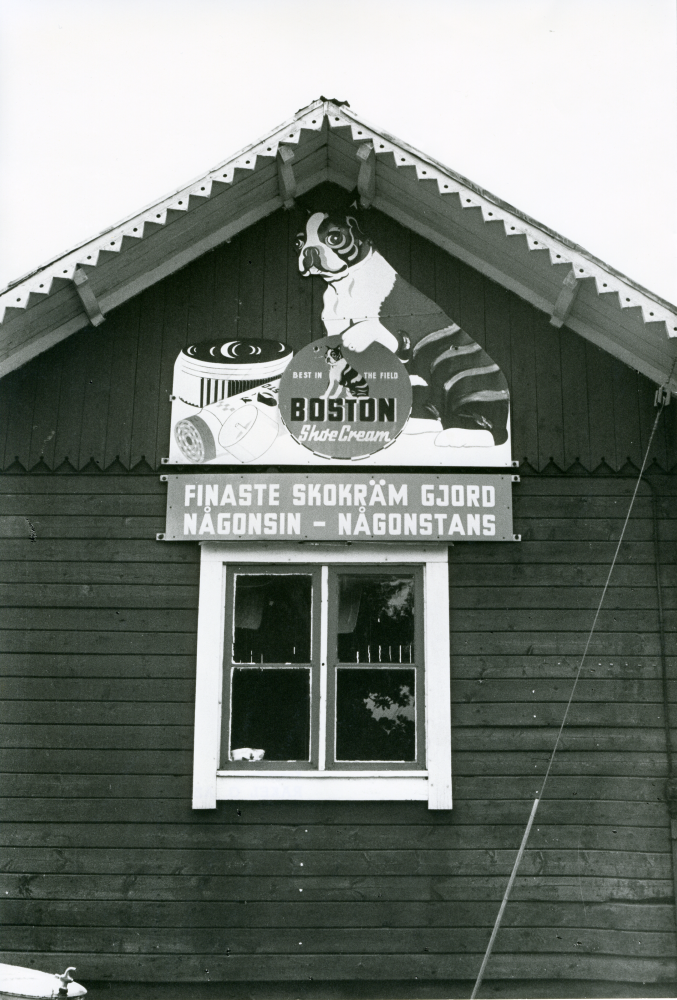 BEST IN THE FIELD
BOSTON
Shoe Cream
FINASTE SKOKRÄM GJORD
NÅGONSIN - NÅGONSTANS